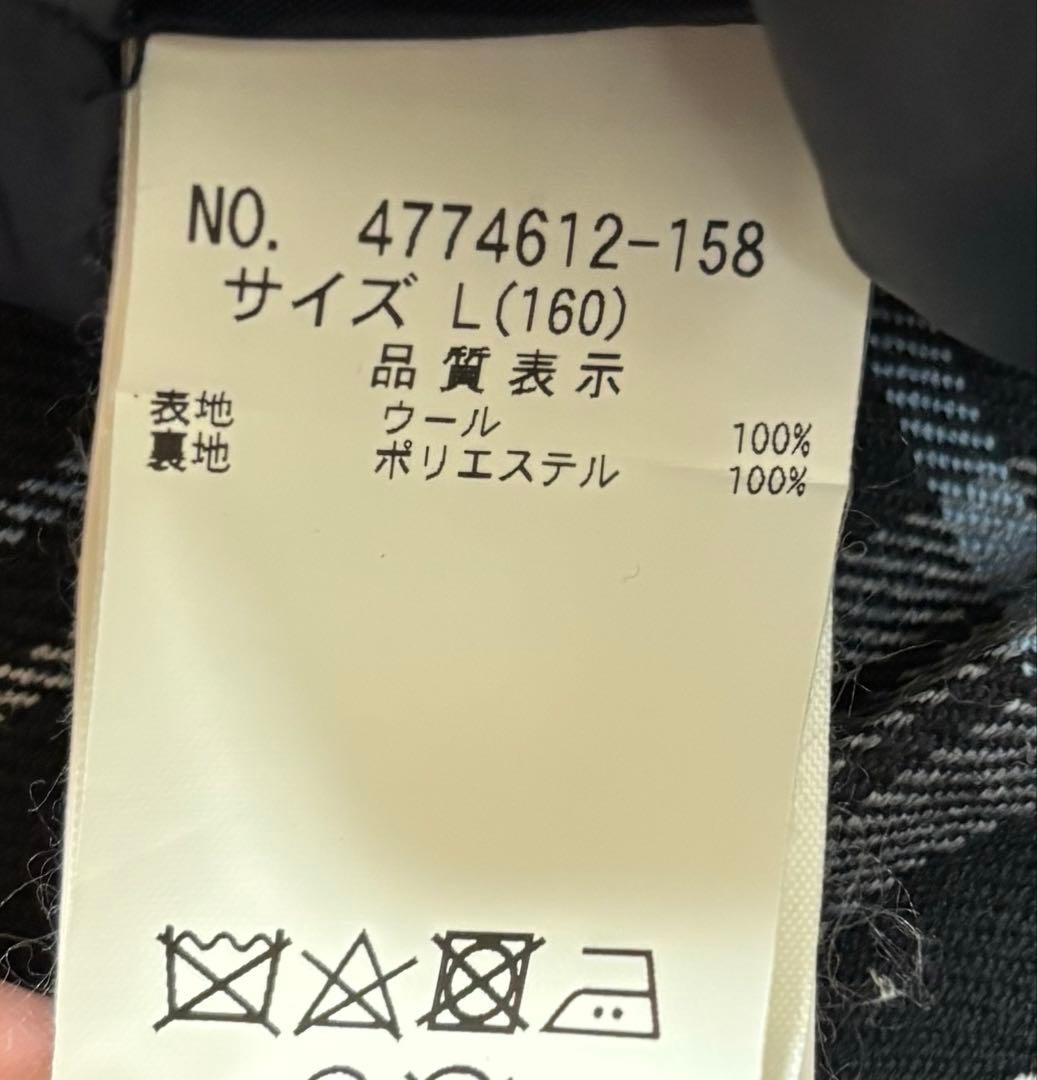 NO. 4774612-158
サイズ L(160)
品質表示
表地 ウール 100%
裏地 ポリエステル 100%